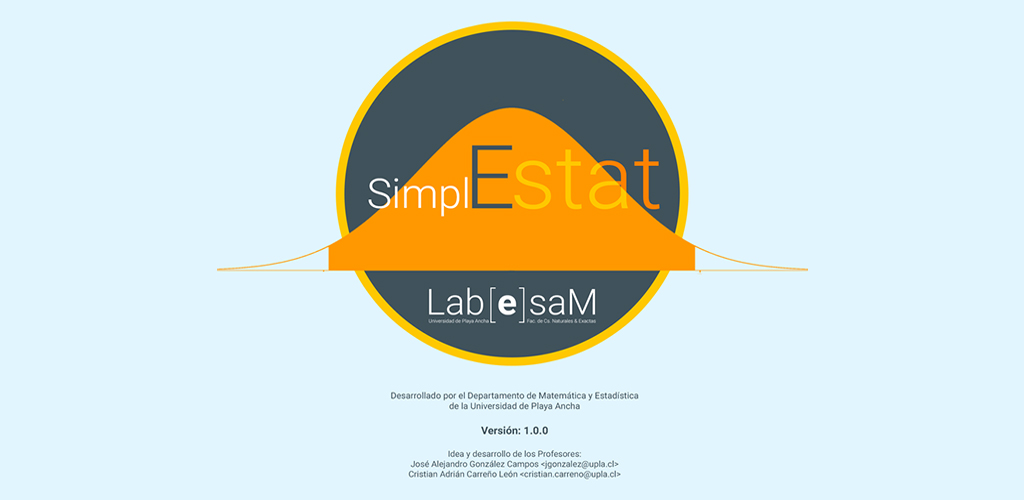 SimplEstat
Lab[e]saM
Universidad de Playa Ancha Fac. de Cs. Naturales & Exactas
Desarrollado por el Departamento de Matemática y Estadística
de la Universidad de Playa Ancha
Versión: 1.0.0
Idea y desarrollo de los Profesores:
José Alejandro González Campos <jgonzalez@upla.cl>
Cristian Adrián Carreño León <cristian.carreno@upla.cl>